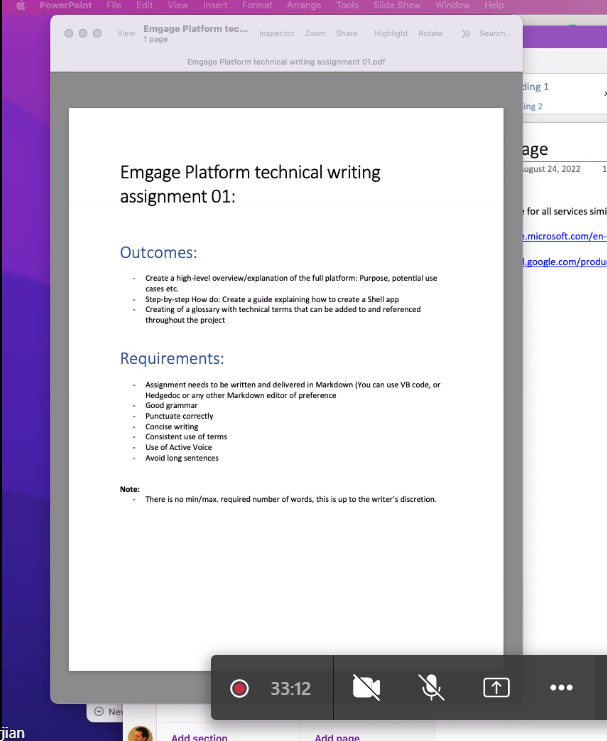 PowerPoint File Edit View Insert Format Arrange Tools Slide Show Window Help
View Emgage Platform tec... Inspector Zoom Share Highlight Rotate Search...
1 page
Emgage Platform technical writing assignment 01.pdf
Emgage Platform technical writing
assignment 01:
Outcomes:
- Create a high-level overview/explanation of the full platform: Purpose, potential use
cases etc.
- Step-by-step How do: Create a guide explaining how to create a Shell app
- Creating of a glossary with technical terms that can be added to and referenced
throughout the project
Requirements:
- Assignment needs to be written and delivered in Markdown (You can use VB code, or
Hedgedoc or any other Markdown editor of preference
- Good grammar
- Punctuate correctly
- Concise writing
- Consistent use of terms
- Use of Active Voice
- Avoid long sentences
Note:
- There is no min/max. required number of words, this is up to the writer's discretion.
ding 1
ing 2
age
ugust 24, 2022 1
for all services simi
.microsoft.com/en-
l.google.com/produ
33:12
Nev
jian
Add section Add page